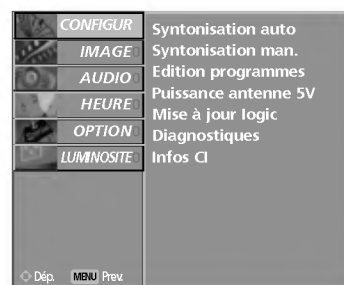 CONFIGUR
IMAGE
AUDIO
HEURE
OPTION
LUMINOSITE
Syntonisation auto
Syntonisation man.
Edition programmes
Puissance antenne 5V
Mise à jour logic
Diagnostiques
Infos CI
Dép. MENU Prev.